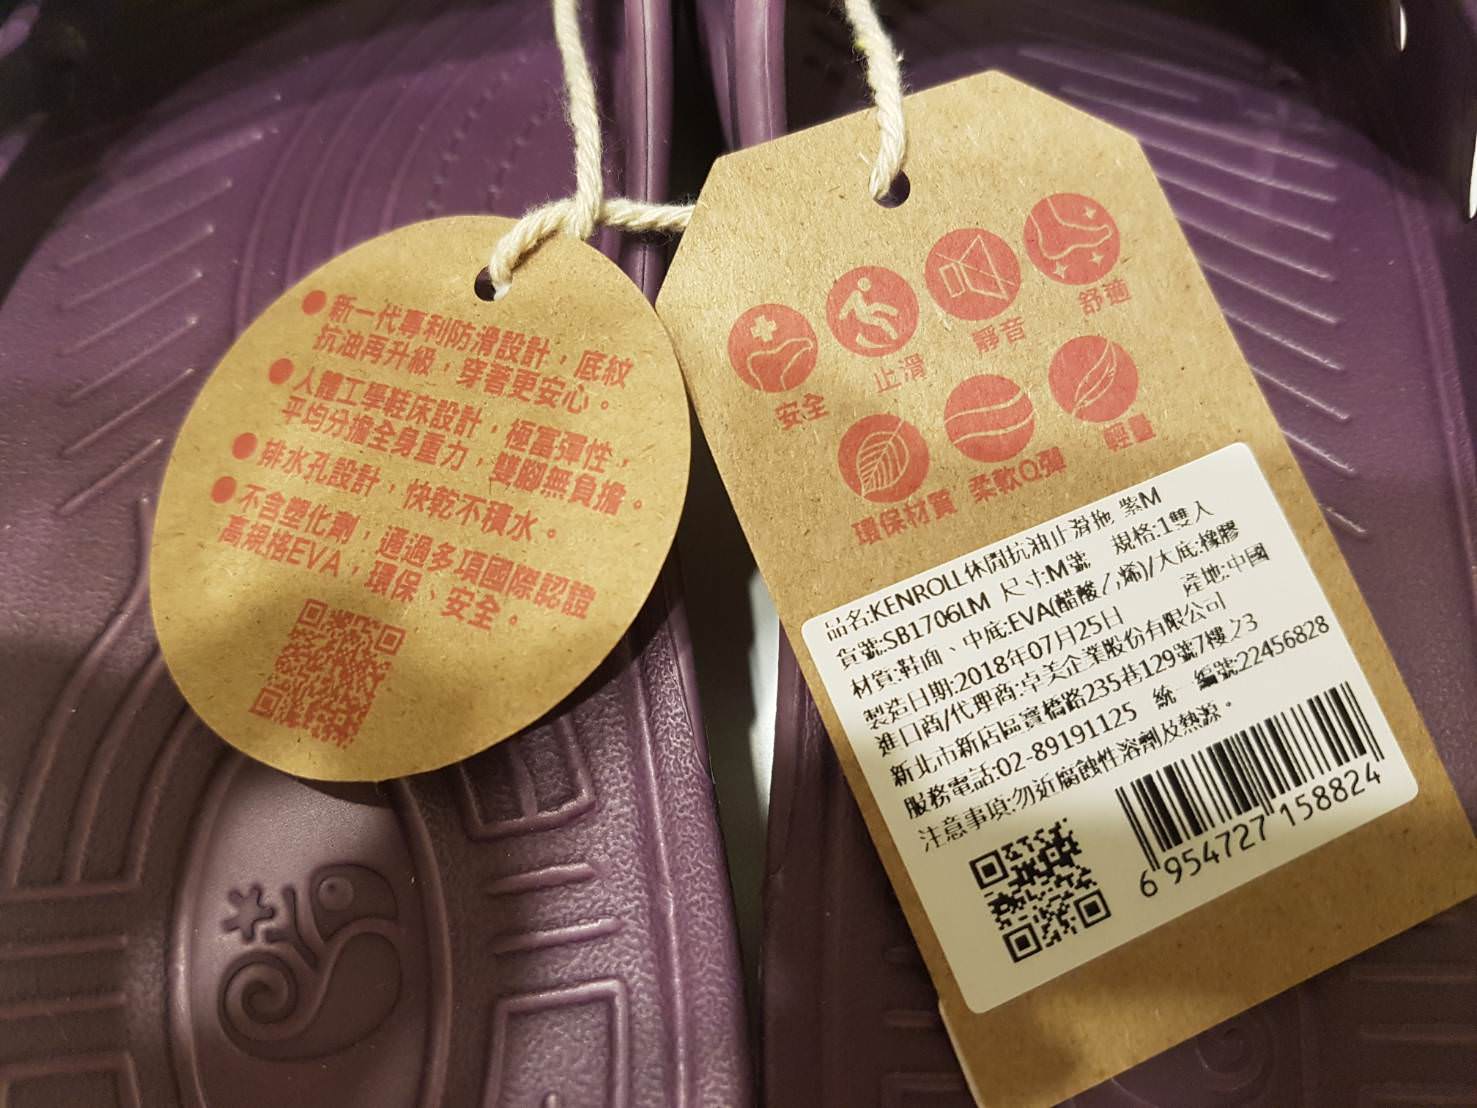 ●新一代專利防滑設計，底紋
抗油再升級，穿著更安心。
●人體工學鞋床設計，極富彈性，
平均分擔全身重力，雙腳無負擔。
●排水孔設計，快乾不積水。
●不含塑化劑，通過多項國際認證
高規格EVA，環保、安全。
安全
止滑
靜音
舒適
環保材質
柔軟Q彈
輕量
品名:KENROLL休閒抗油止滑拖 紫M
貨號:SB1706LM 尺寸:M號 規格:1雙入
材質:鞋面、中底:EVA(醋酸乙烯)/大底:橡膠
製造日期:2018年07月25日 產地:中國
進口商/代理商:卓美企業股份有限公司
新北市新店區寶橋路235巷129號7樓之3
服務電話:02-89191125 統一編號:22456828
注意事項:勿近腐蝕性溶劑及熱源。
6 954727 158824